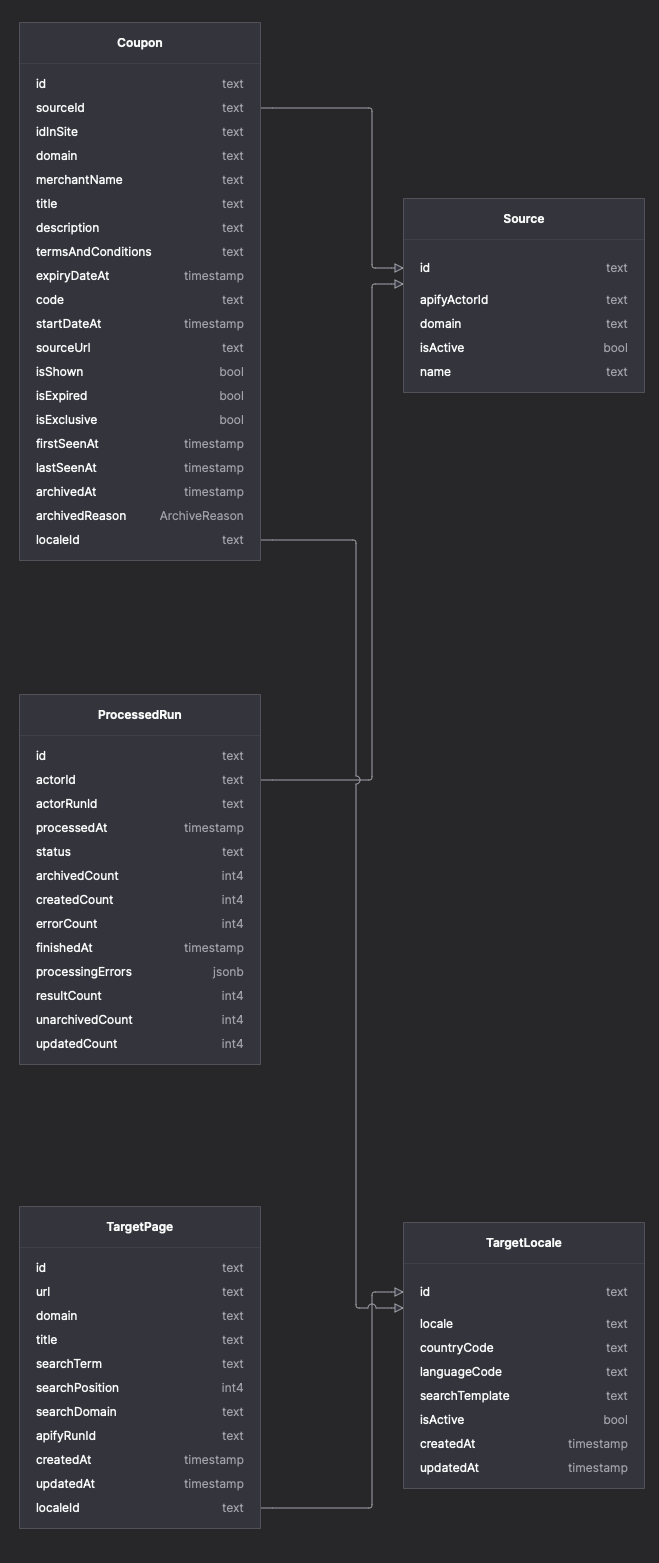 Coupon
id text
sourceId text
idInSite text
domain text
merchantName text
title text
description text
termsAndConditions text
expiryDateAt timestamp
code text
startDateAt timestamp
sourceUrl text
isShown bool
isExpired bool
isExclusive bool
firstSeenAt timestamp
lastSeenAt timestamp
archivedAt timestamp
archivedReason ArchiveReason
localeId text
Source
id text
apifyActorId text
domain text
isActive bool
name text
ProcessedRun
id text
actorId text
actorRunId text
processedAt timestamp
status text
archivedCount int4
createdCount int4
errorCount int4
finishedAt timestamp
processingErrors jsonb
resultCount int4
unarchivedCount int4
updatedCount int4
TargetPage
id text
url text
domain text
title text
searchTerm text
searchPosition int4
searchDomain text
apifyRunId text
createdAt timestamp
updatedAt timestamp
localeId text
TargetLocale
id text
locale text
countryCode text
languageCode text
searchTemplate text
isActive bool
createdAt timestamp
updatedAt timestamp